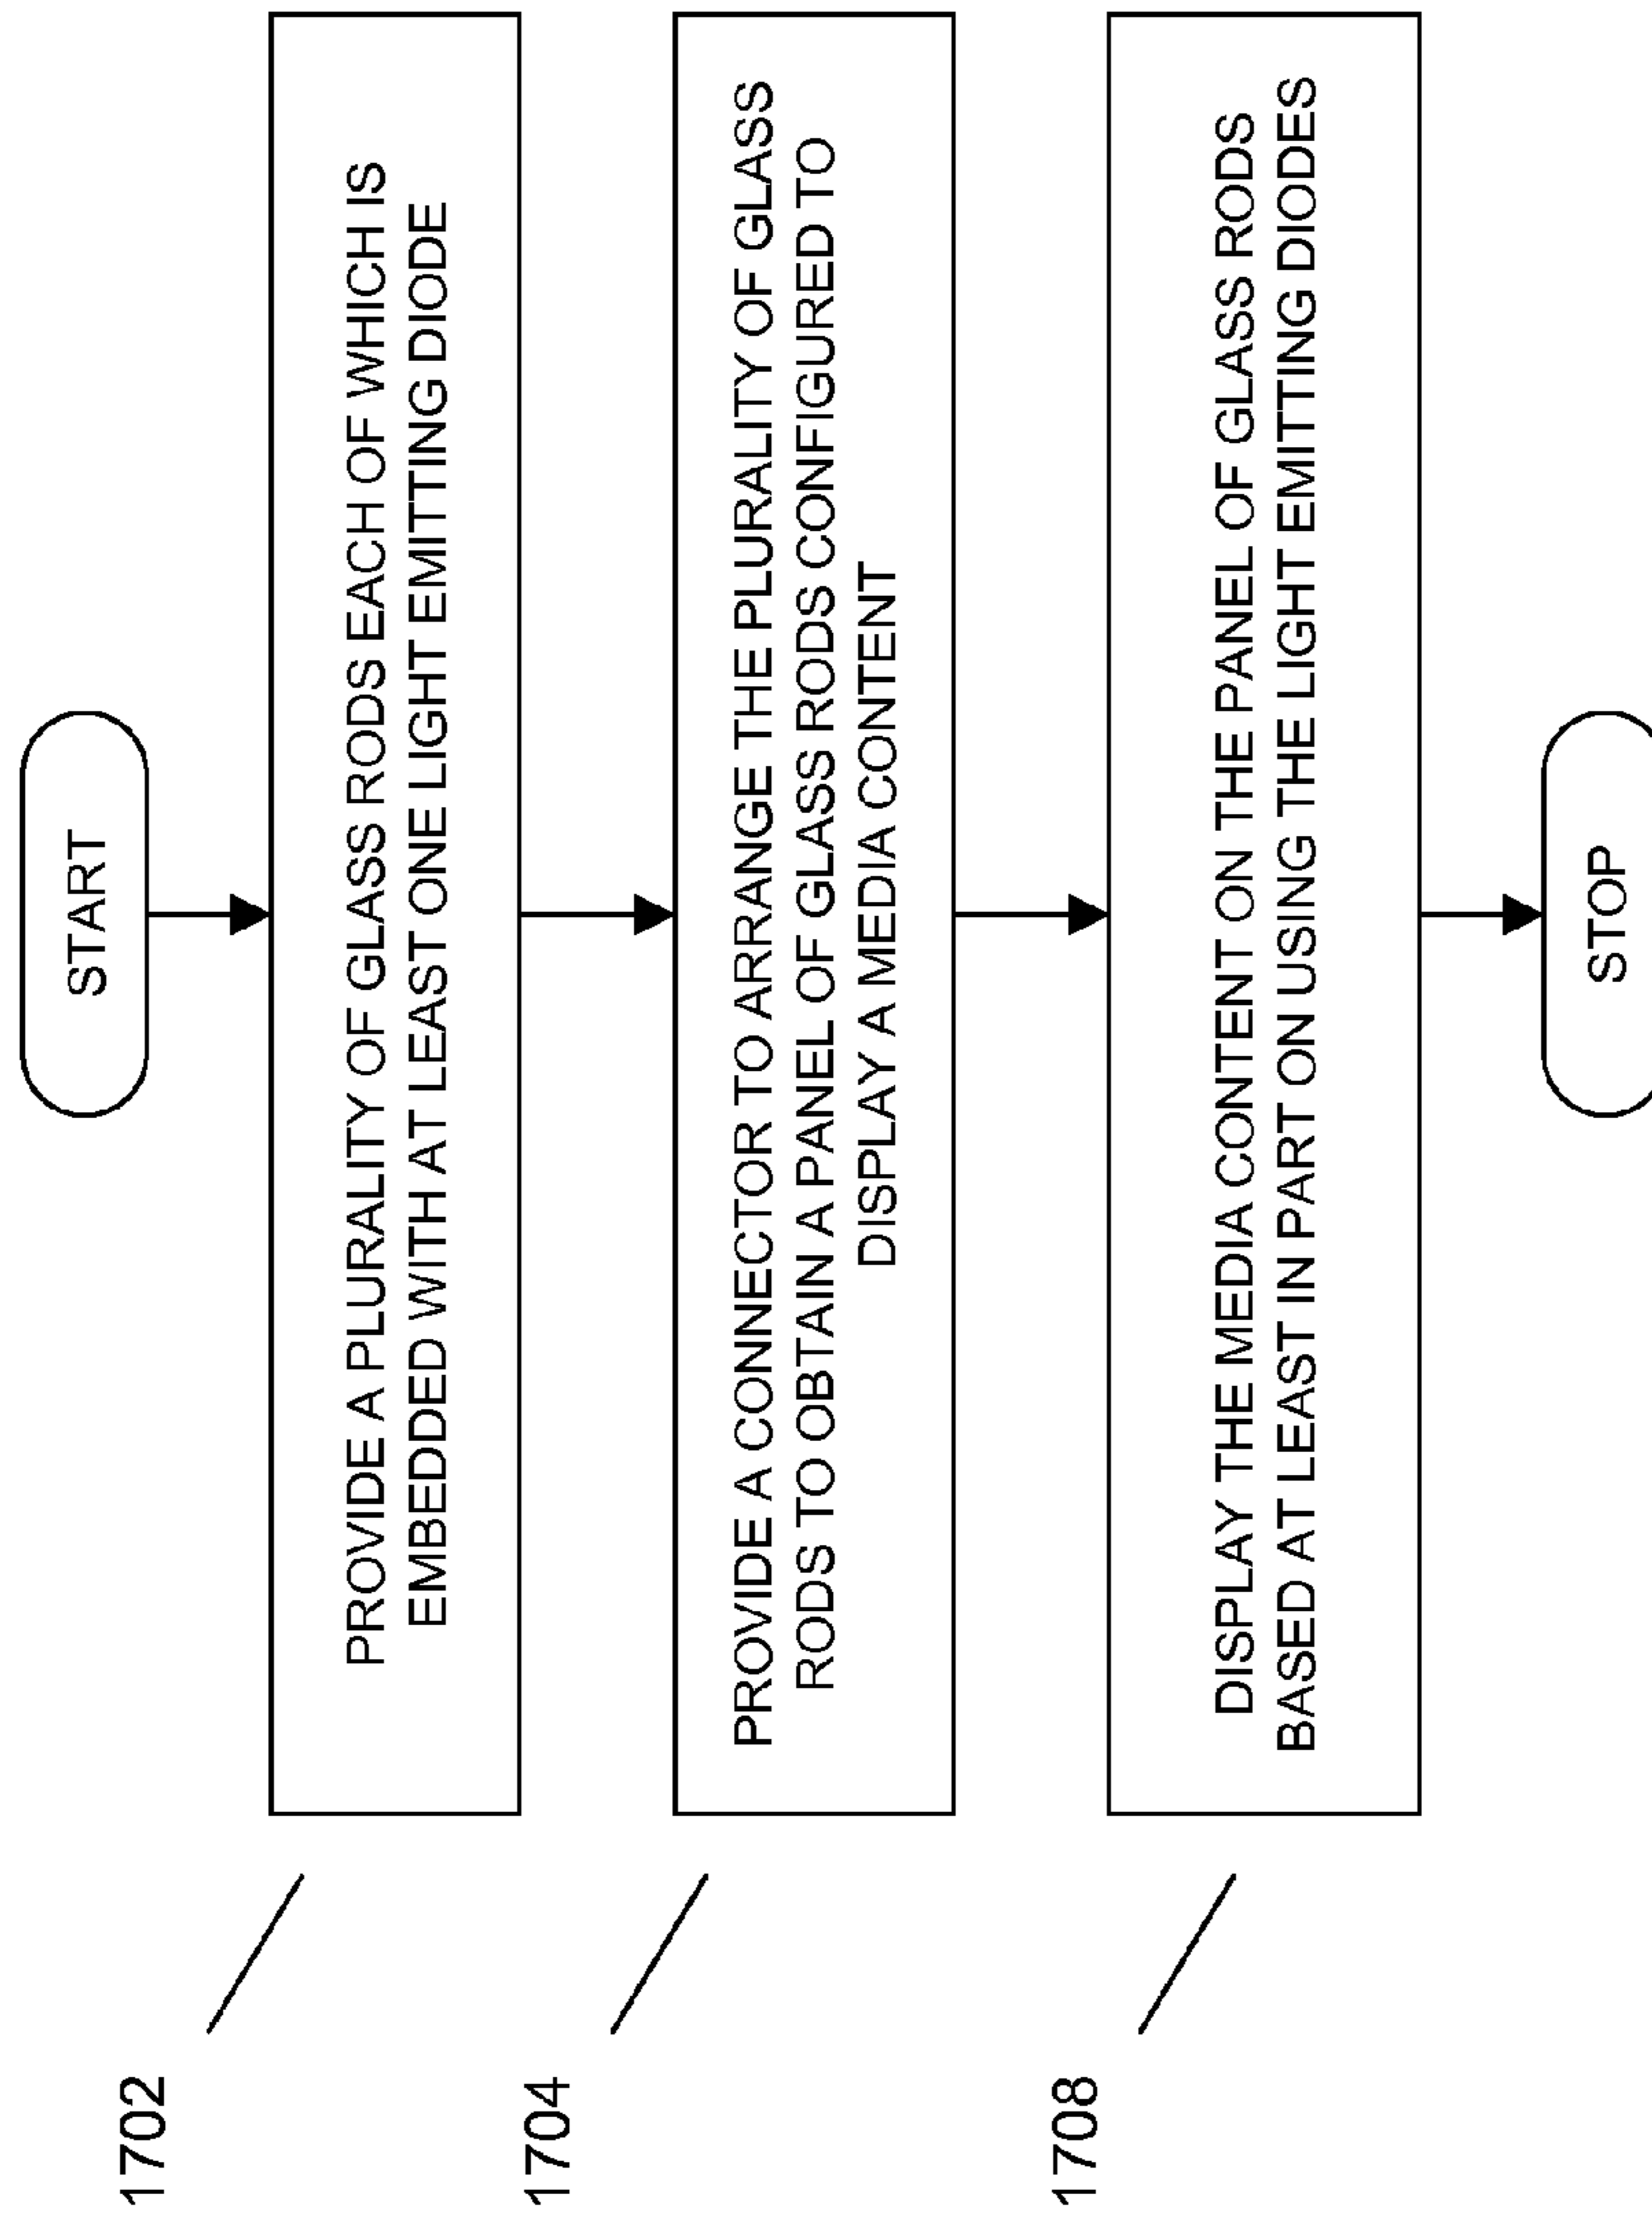 START
1702
PROVIDE A PLURALITY OF GLASS RODS EACH OF WHICH IS
EMBEDDED WITH AT LEAST ONE LIGHT EMITTING DIODE
1704
PROVIDE A CONNECTOR TO ARRANGE THE PLURALITY OF GLASS
RODS TO OBTAIN A PANEL OF GLASS RODS CONFIGURED TO
DISPLAY A MEDIA CONTENT
1708
DISPLAY THE MEDIA CONTENT ON THE PANEL OF GLASS RODS
BASED AT LEAST IN PART ON USING THE LIGHT EMITTING DIODES
STOP